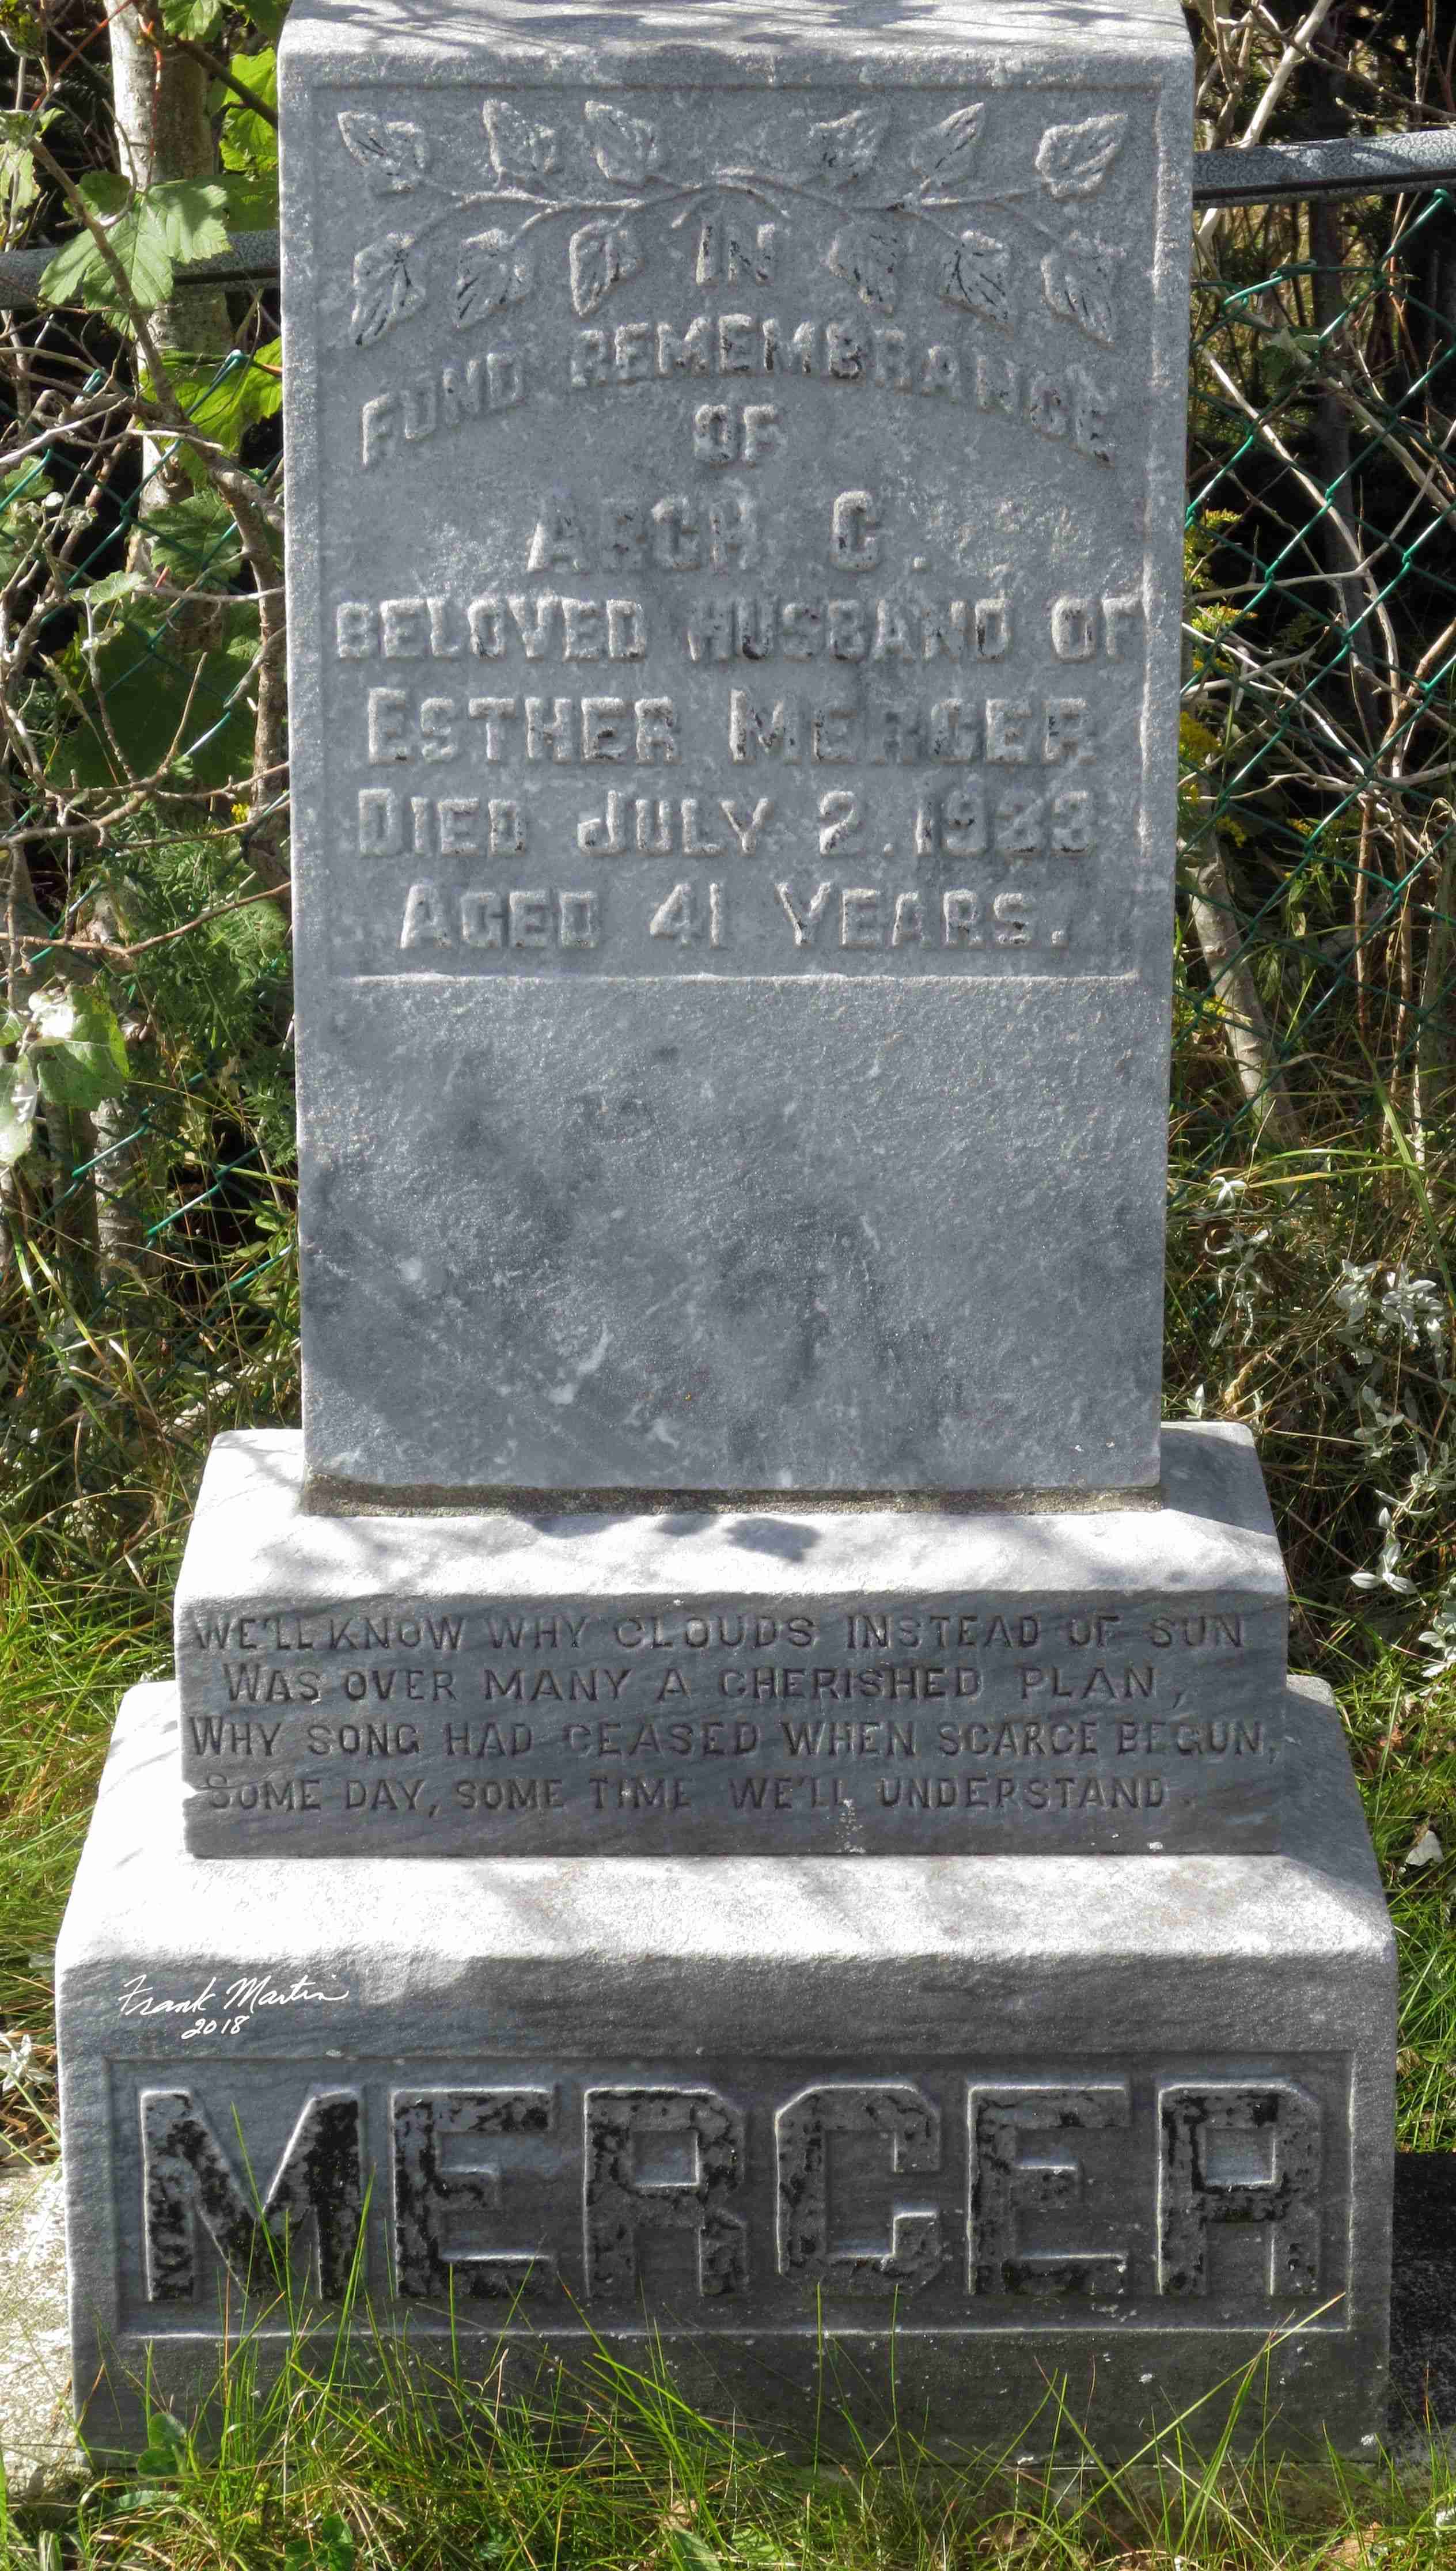 IN
FOND REMEMBRANCE
OF
ARCH C.
BELOVED HUSBAND OF
ESTHER MERCER
DIED JULY 2. 1933
AGED 41 YEARS.
WE'LL KNOW WHY CLOUDS INSTEAD OF SUN
WAS OVER MANY A CHERISHED PLAN,
WHY SONG HAD CEASED WHEN SCARCE BEGUN,
SOME DAY, SOME TIME WE'LL UNDERSTAND.
Frank Martin
2018
MERCER